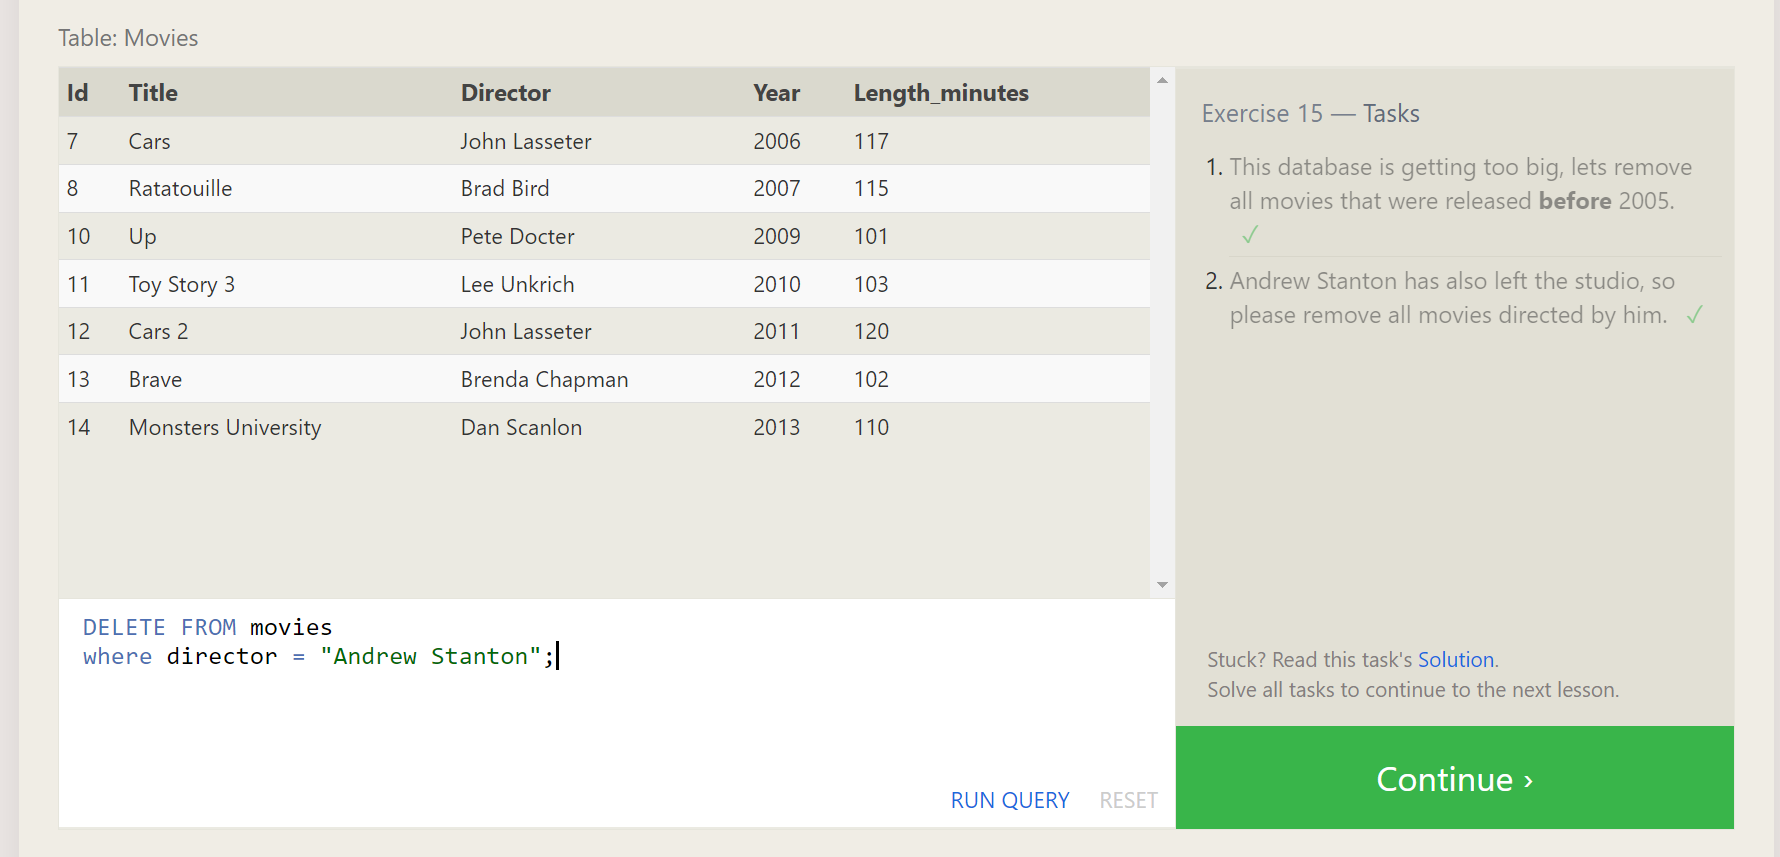 Table: Movies
Id Title Director Year Length_minutes
7 Cars John Lasseter 2006 117
8 Ratatouille Brad Bird 2007 115
10 Up Pete Docter 2009 101
11 Toy Story 3 Lee Unkrich 2010 103
12 Cars 2 John Lasseter 2011 120
13 Brave Brenda Chapman 2012 102
14 Monsters University Dan Scanlon 2013 110
DELETE FROM movies
where director = "Andrew Stanton";
RUN QUERY RESET
Exercise 15 — Tasks
1. This database is getting too big, lets remove
all movies that were released before 2005.
✓
2. Andrew Stanton has also left the studio, so
please remove all movies directed by him. ✓
Stuck? Read this task's Solution.
Solve all tasks to continue to the next lesson.
Continue ›